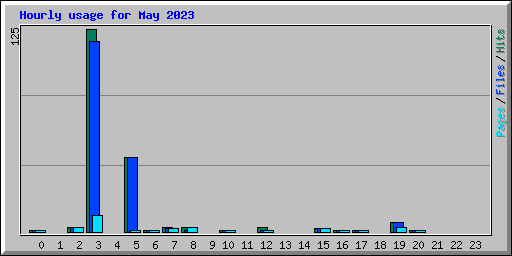 Hourly usage for May 2023
125
Pages/Files/Hits
0 1 2 3 4 5 6 7 8 9 10 11 12 13 14 15 16 17 18 19 20 21 22 23